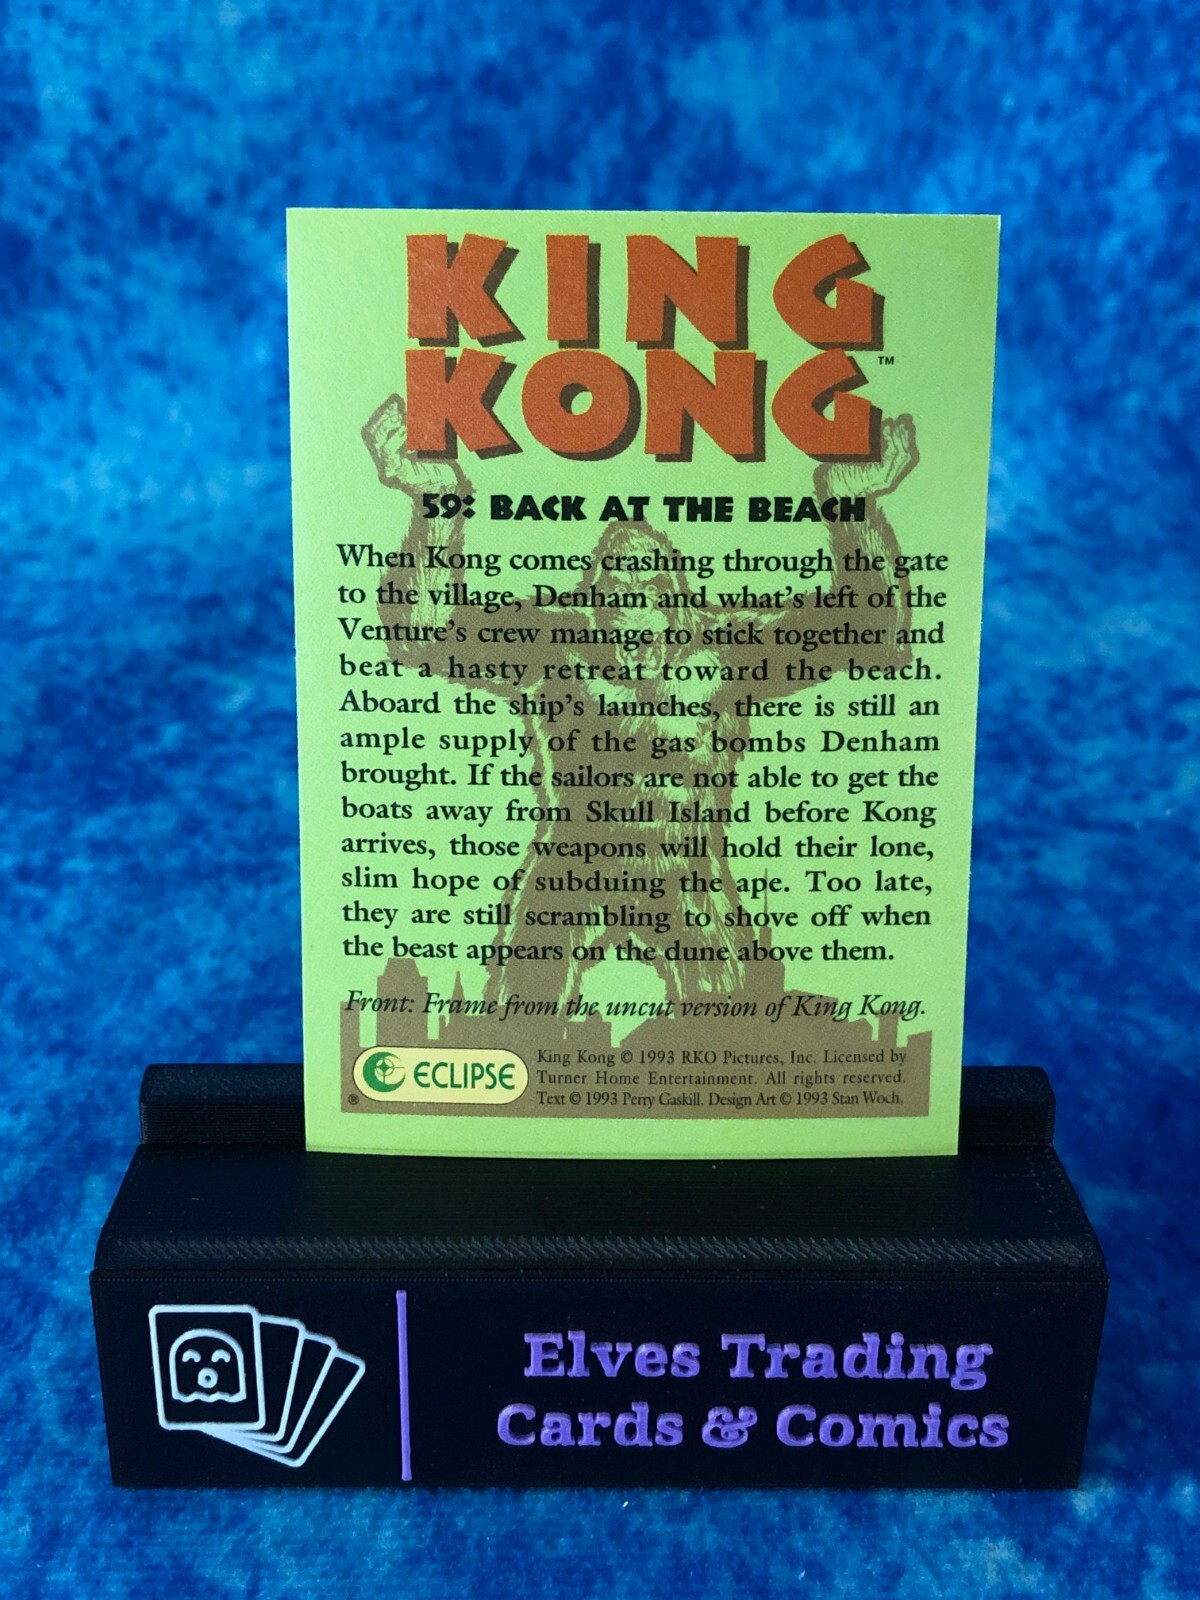 KING
KONG™
59: BACK AT THE BEACH
When Kong comes crashing through the gate
to the village, Denham and what's left of the
Venture's crew manage to stick together and
beat a hasty retreat toward the beach.
Aboard the ship's launches, there is still an
ample supply of the gas bombs Denham
brought. If the sailors are not able to get the
boats away from Skull Island before Kong
arrives, those weapons will hold their lone,
slim hope of subduing the ape. Too late,
they are still scrambling to shove off when
the beast appears on the dune above them.
Front: Frame from the uncut version of King Kong.
ECLIPSE
®
King Kong © 1993 RKO Pictures, Inc. Licensed by
Turner Home Entertainment. All rights reserved.
Text © 1993 Perry Gaskill. Design Art © 1993 Stan Woch.
Elves Trading
Cards & Comics